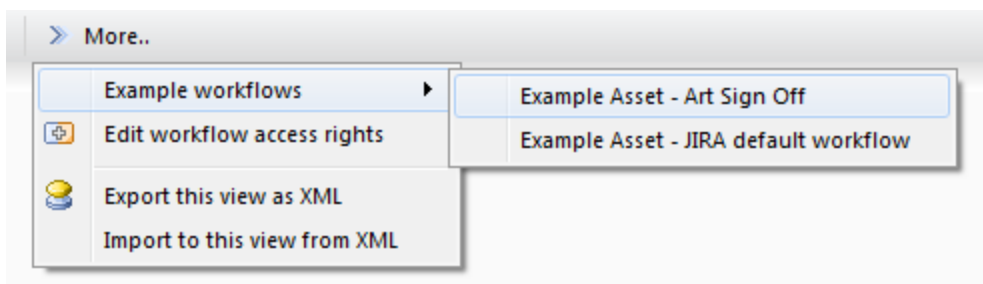 More..
Example workflows
Example Asset - Art Sign Off
Edit workflow access rights
Example Asset - JIRA default workflow
Export this view as XML
Import to this view from XML